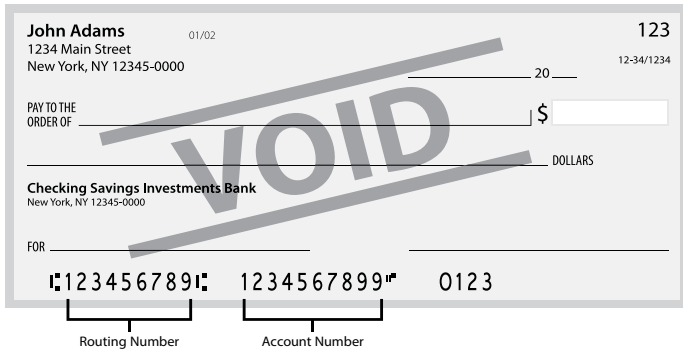 John Adams
01/02
123
1234 Main Street
New York, NY 12345-0000
12-34/1234
20
PAY TO THE
ORDER OF
$
VOID
DOLLARS
Checking Savings Investments Bank
New York, NY 12345-0000
FOR
⑆123456789⑆ 12345678999⑈ 0123
Routing Number
Account Number